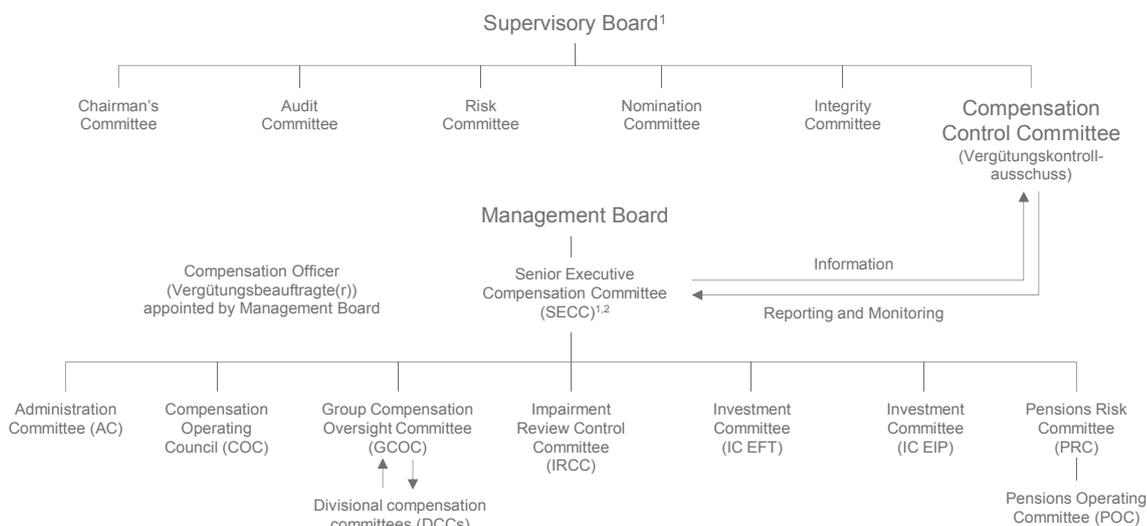 Supervisory Board¹
Chairman's
Committee
Audit
Committee
Risk
Committee
Nomination
Committee
Integrity
Committee
Compensation
Control Committee
(Vergütungskontroll-
ausschuss)
Management Board
Compensation Officer
(Vergütungsbeauftragte(r))
appointed by Management Board
Senior Executive
Compensation Committee
(SECC)¹,²
Information
Reporting and Monitoring
Administration
Committee (AC)
Compensation
Operating
Council (COC)
Group Compensation
Oversight Committee
(GCOC)
Impairment
Review Control
Committee
(IRCC)
Investment
Committee
(IC EFT)
Investment
Committee
(IC EIP)
Pensions Risk
Committee
(PRC)
Divisional compensation
committees (DCCs)
Pensions Operating
Committee (POC)